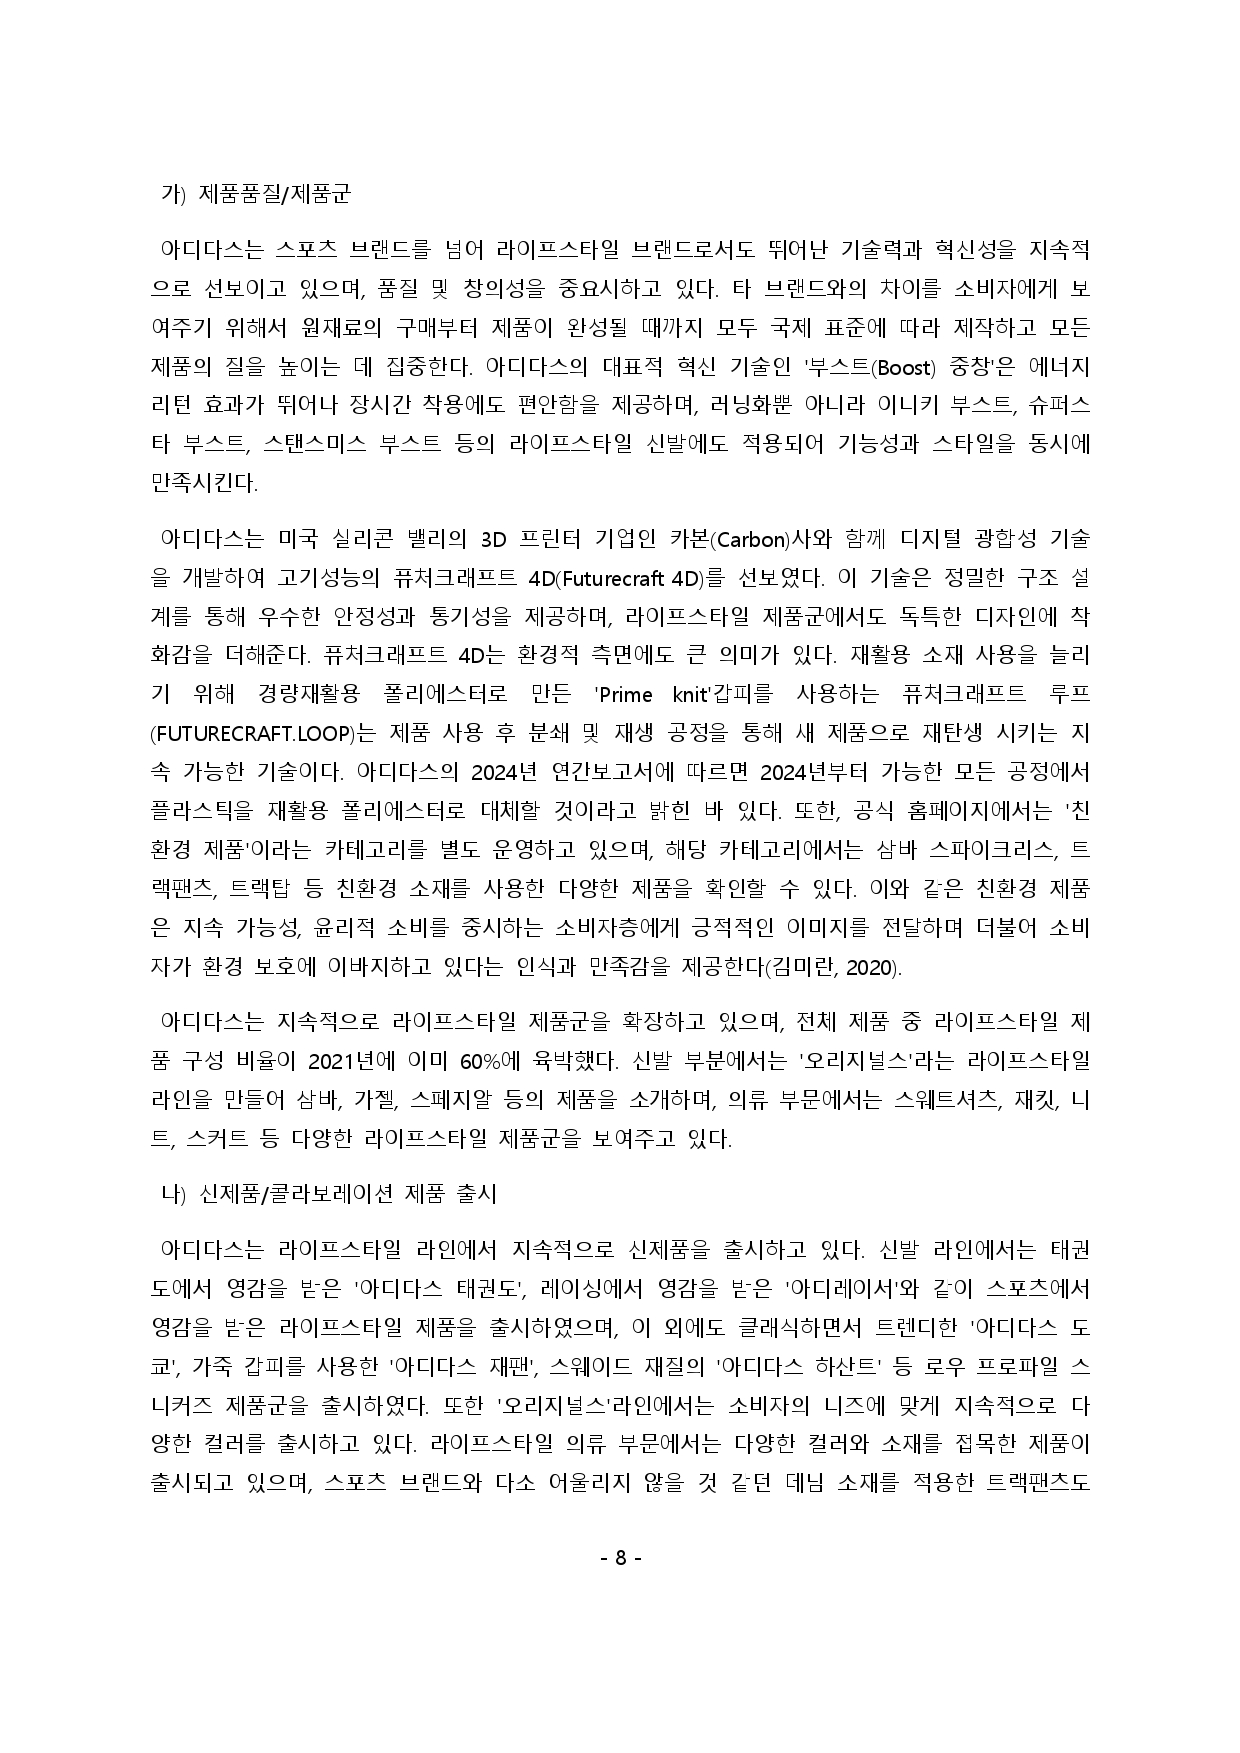 가) 제품품질/제품군
아디다스는 스포츠 브랜드를 넘어 라이프스타일 브랜드로서도 뛰어난 기술력과 혁신성을 지속적
으로 선보이고 있으며, 품질 및 창의성을 중요시하고 있다. 타 브랜드와의 차이를 소비자에게 보
여주기 위해서 원재료의 구매부터 제품이 완성될 때까지 모두 국제 표준에 따라 제작하고 모든
제품의 질을 높이는 데 집중한다. 아디다스의 대표적 혁신 기술인 '부스트(Boost) 중창'은 에너지
리턴 효과가 뛰어나 장시간 착용에도 편안함을 제공하며, 러닝화뿐 아니라 이니키 부스트, 슈퍼스
타 부스트, 스탠스미스 부스트 등의 라이프스타일 신발에도 적용되어 기능성과 스타일을 동시에
만족시킨다.
아디다스는 미국 실리콘 밸리의 3D 프린터 기업인 카본(Carbon)사와 함께 디지털 광합성 기술
을 개발하여 고기성능의 퓨처크래프트 4D(Futurecraft 4D)를 선보였다. 이 기술은 정밀한 구조 설
계를 통해 우수한 안정성과 통기성을 제공하며, 라이프스타일 제품군에서도 독특한 디자인에 착
화감을 더해준다. 퓨처크래프트 4D는 환경적 측면에도 큰 의미가 있다. 재활용 소재 사용을 늘리
기 위해 경량재활용 폴리에스터로 만든 'Prime knit'갑피를 사용하는 퓨처크래프트 루프
(FUTURECRAFT.LOOP)는 제품 사용 후 분쇄 및 재생 공정을 통해 새 제품으로 재탄생 시키는 지
속 가능한 기술이다. 아디다스의 2024년 연간보고서에 따르면 2024년부터 가능한 모든 공정에서
플라스틱을 재활용 폴리에스터로 대체할 것이라고 밝힌 바 있다. 또한, 공식 홈페이지에서는 '친
환경 제품'이라는 카테고리를 별도 운영하고 있으며, 해당 카테고리에서는 삼바 스파이크리스, 트
랙팬츠, 트랙탑 등 친환경 소재를 사용한 다양한 제품을 확인할 수 있다. 이와 같은 친환경 제품
은 지속 가능성, 윤리적 소비를 중시하는 소비자층에게 긍적적인 이미지를 전달하며 더불어 소비
자가 환경 보호에 이바지하고 있다는 인식과 만족감을 제공한다(김미란, 2020).
아디다스는 지속적으로 라이프스타일 제품군을 확장하고 있으며, 전체 제품 중 라이프스타일 제
품 구성 비율이 2021년에 이미 60%에 육박했다. 신발 부분에서는 '오리지널스'라는 라이프스타일
라인을 만들어 삼바, 가젤, 스페지알 등의 제품을 소개하며, 의류 부문에서는 스웨트셔츠, 재킷, 니
트, 스커트 등 다양한 라이프스타일 제품군을 보여주고 있다.
나) 신제품/콜라보레이션 제품 출시
아디다스는 라이프스타일 라인에서 지속적으로 신제품을 출시하고 있다. 신발 라인에서는 태권
도에서 영감을 받은 '아디다스 태권도', 레이싱에서 영감을 받은 '아디레이서'와 같이 스포츠에서
영감을 받은 라이프스타일 제품을 출시하였으며, 이 외에도 클래식하면서 트렌디한 '아디다스 도
쿄', 가죽 갑피를 사용한 '아디다스 재팬', 스웨이드 재질의 '아디다스 하산트' 등 로우 프로파일 스
니커즈 제품군을 출시하였다. 또한 '오리지널스'라인에서는 소비자의 니즈에 맞게 지속적으로 다
양한 컬러를 출시하고 있다. 라이프스타일 의류 부문에서는 다양한 컬러와 소재를 접목한 제품이
출시되고 있으며, 스포츠 브랜드와 다소 어울리지 않을 것 같던 데님 소재를 적용한 트랙팬츠도
- 8 -